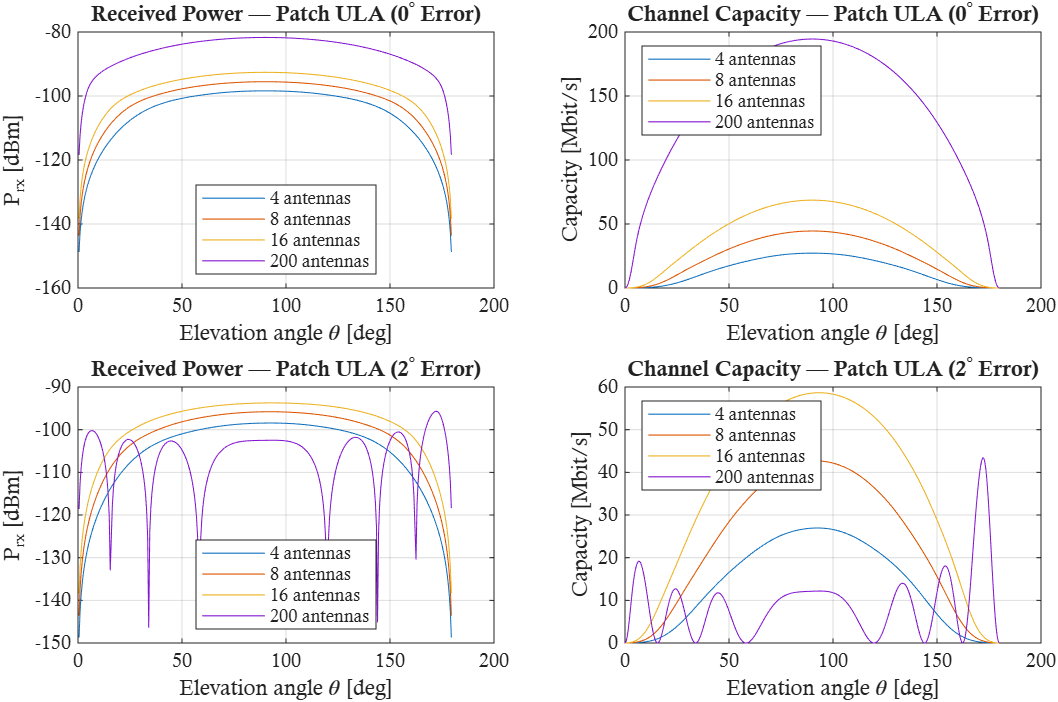 Received Power — Patch ULA (0° Error)
-80
-100
-120
-140
-160
P_rx [dBm]
4 antennas
8 antennas
16 antennas
200 antennas
0 50 100 150 200
Elevation angle θ [deg]
Channel Capacity — Patch ULA (0° Error)
200
150
100
50
0
Capacity [Mbit/s]
4 antennas
8 antennas
16 antennas
200 antennas
0 50 100 150 200
Elevation angle θ [deg]
Received Power — Patch ULA (2° Error)
-90
-100
-110
-120
-130
-140
-150
P_rx [dBm]
4 antennas
8 antennas
16 antennas
200 antennas
0 50 100 150 200
Elevation angle θ [deg]
Channel Capacity — Patch ULA (2° Error)
60
50
40
30
20
10
0
Capacity [Mbit/s]
4 antennas
8 antennas
16 antennas
200 antennas
0 50 100 150 200
Elevation angle θ [deg]